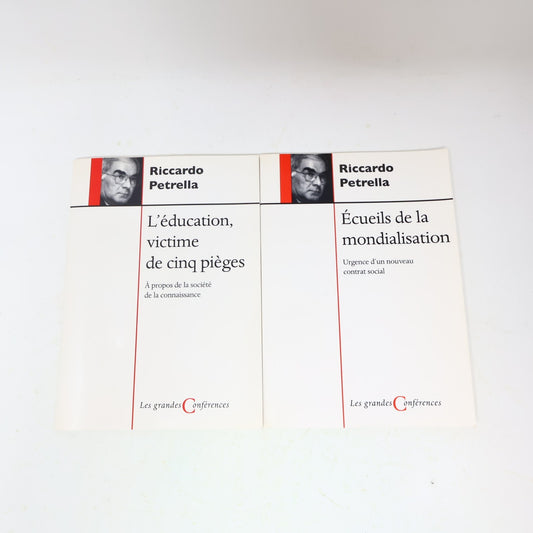 Riccardo
Petrella
L'éducation,
victime
de cinq pièges
À propos de la société
de la connaissance
Les grandes Conférences
Riccardo
Petrella
Écueils de la
mondialisation
Urgence d'un nouveau
contrat social
Les grandes Conférences